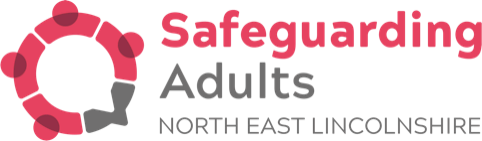 Safeguarding
Adults
NORTH EAST LINCOLNSHIRE